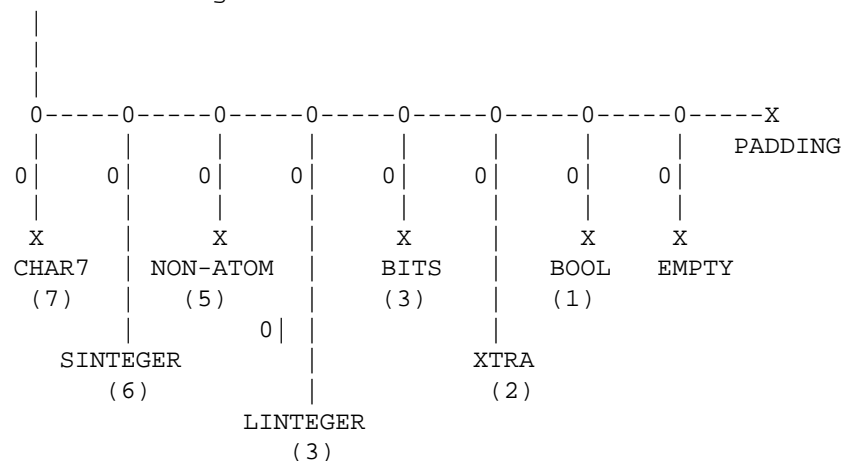 0-----0-----0-----0-----0-----0-----0-----0-----X
PADDING
0| 0| 0| 0| 0| 0| 0| 0|
X X X X X
CHAR7 | NON-ATOM | BITS | BOOL EMPTY
(7) | (5) | (3) | (1)
| 0| | |
SINTEGER | XTRA
(6) | (2)
LINTEGER
(3)